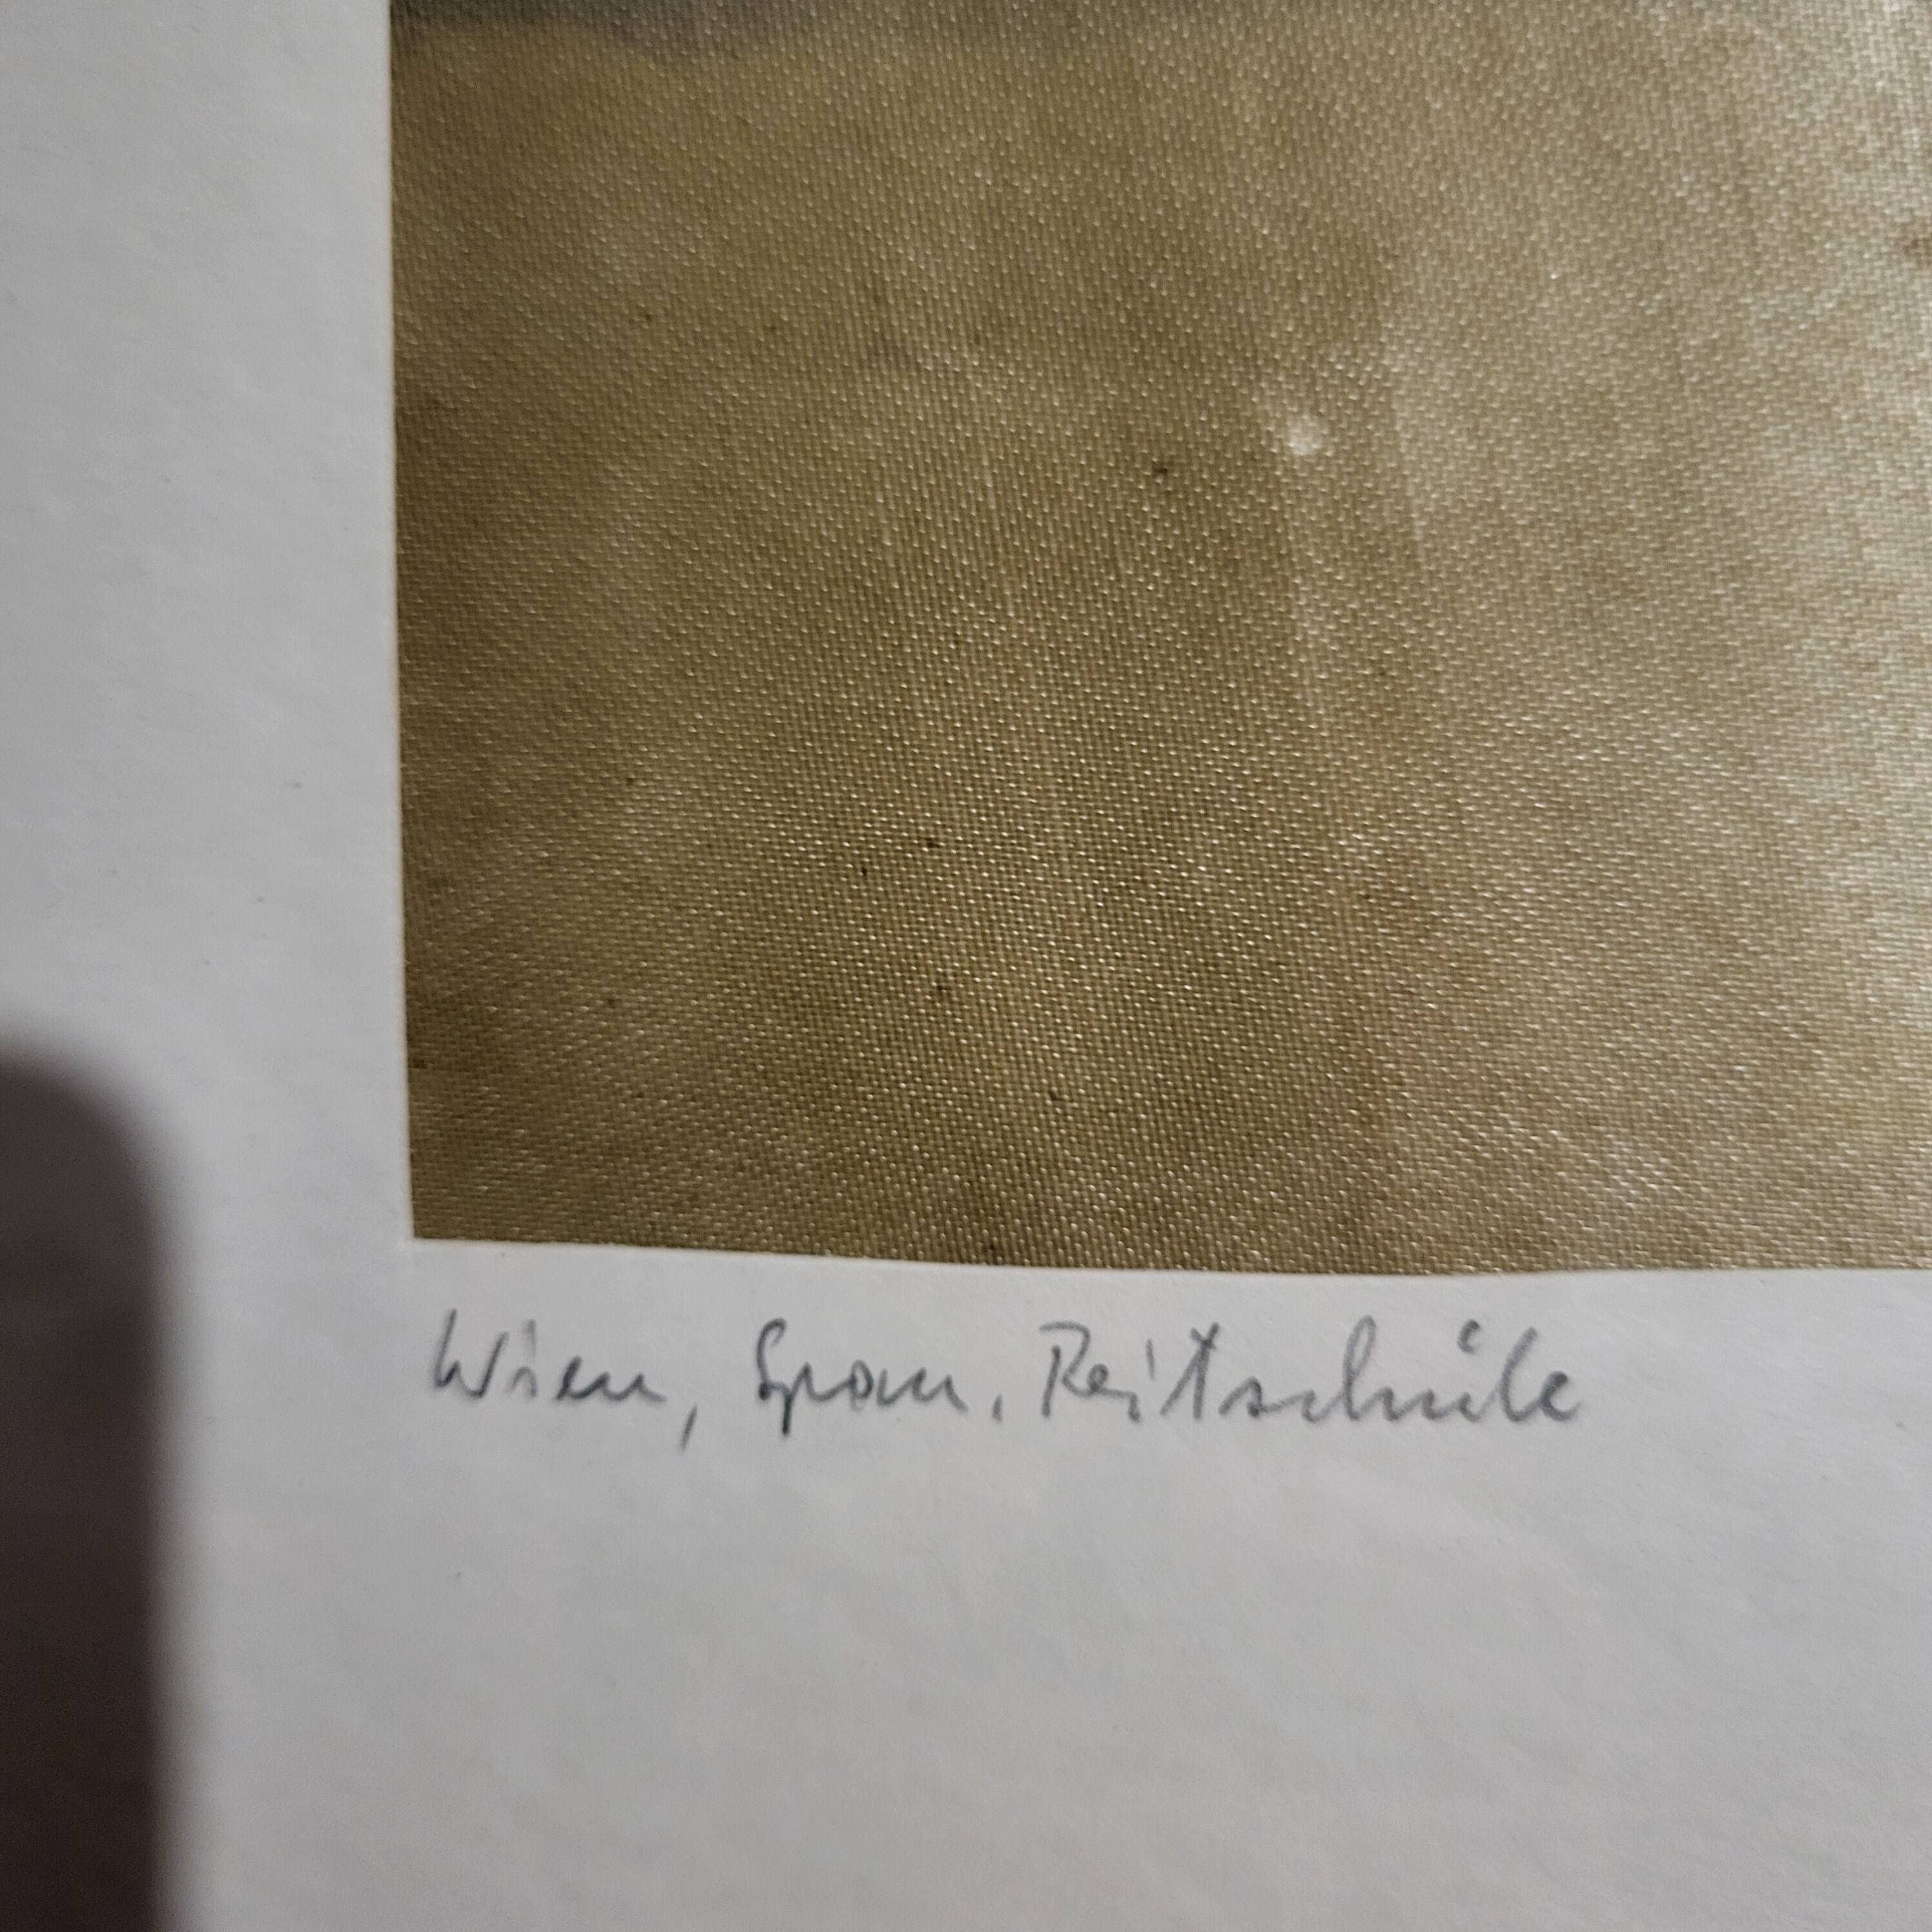 Wien, Span. Reitschule